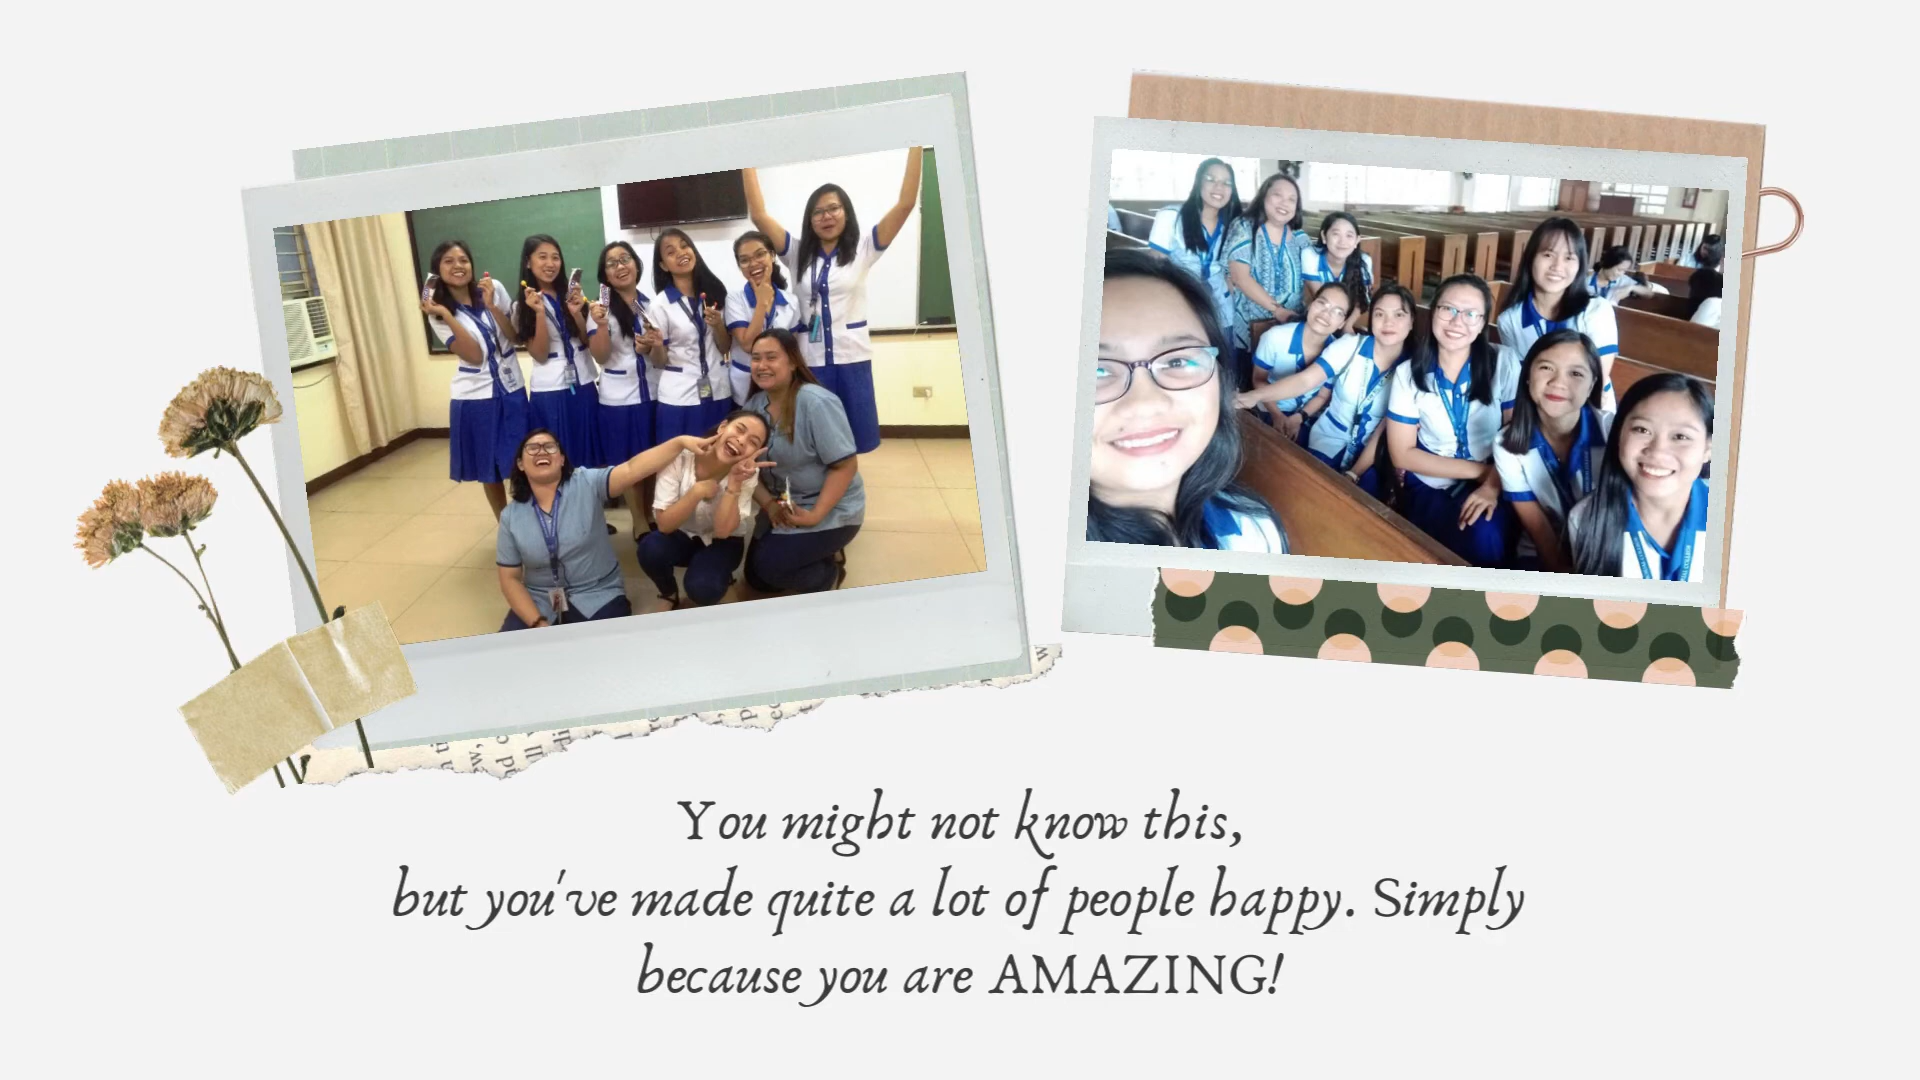 You might not know this,
but you've made quite a lot of people happy. Simply
because you are AMAZING!